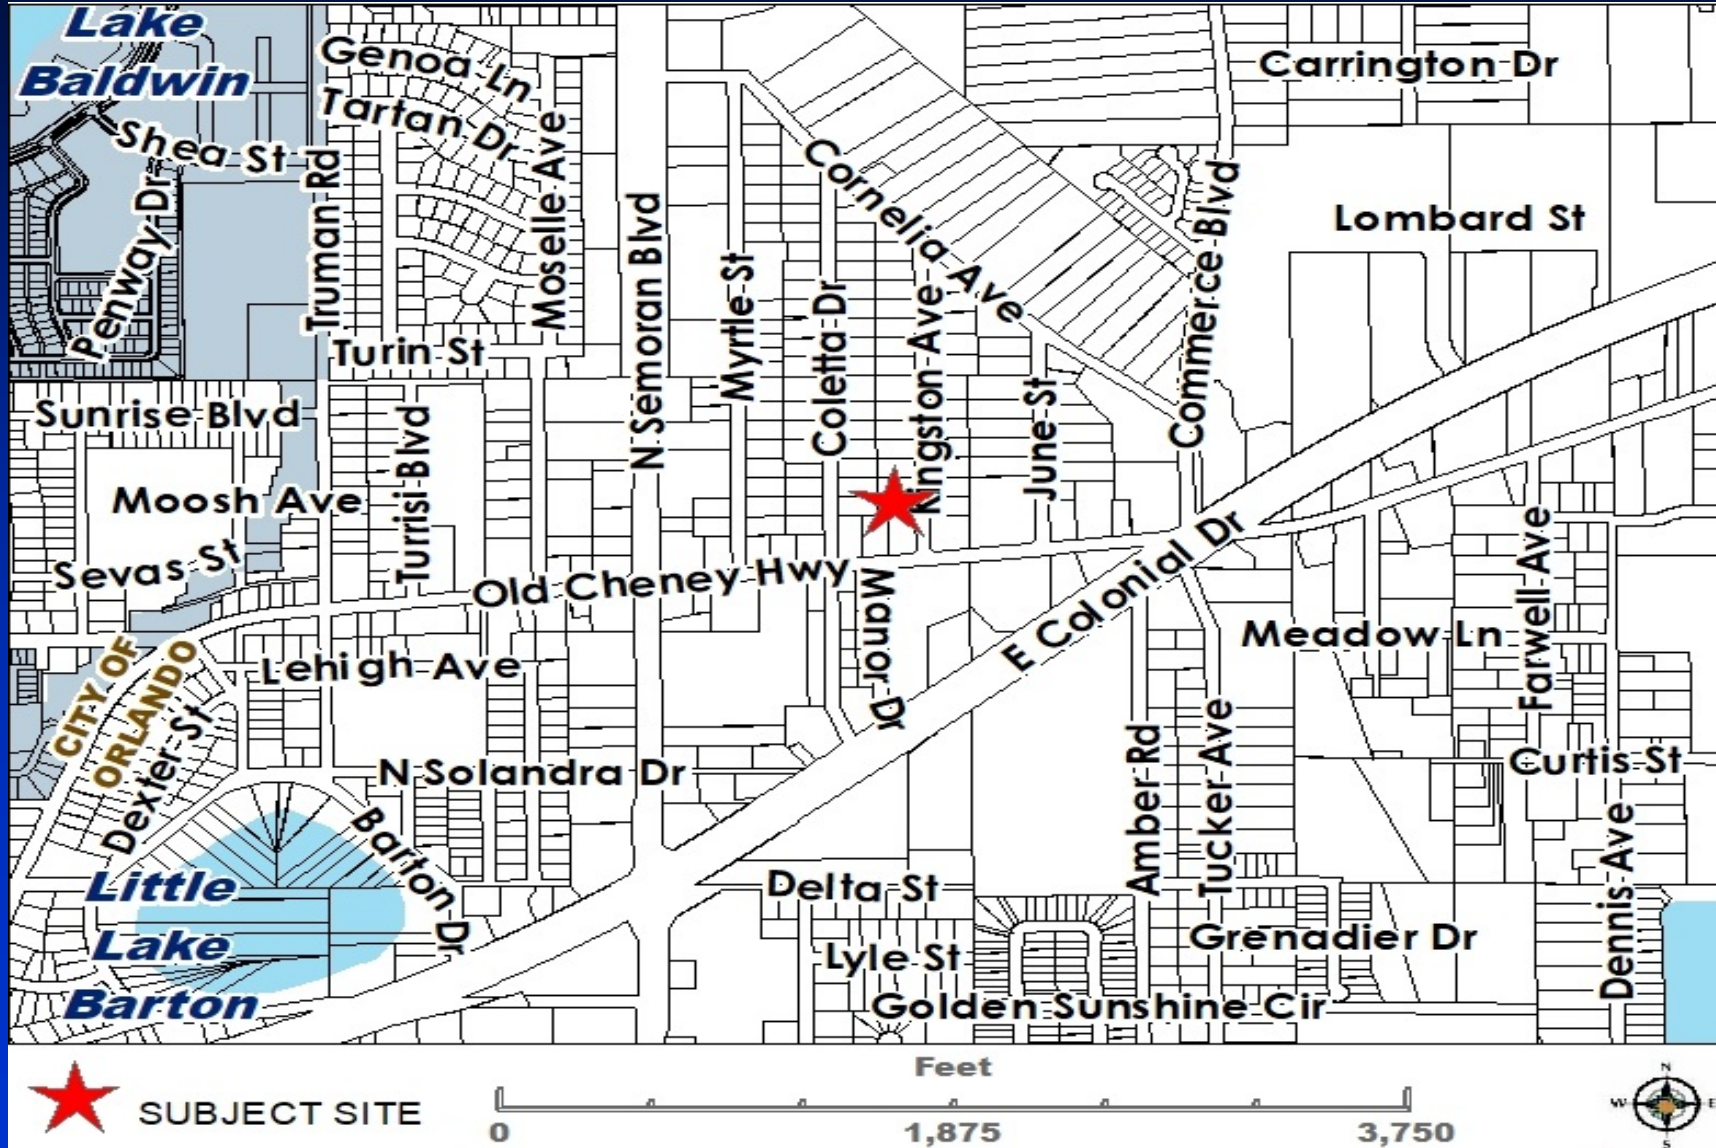 Lake
Baldwin
Genoa Ln
Carrington Dr
Tartan Dr
Shea St
Truman Rd
Moselle Ave
Cornelia Ave
Penway Dr
N Semoran Blvd
Commerce Blvd
Lombard St
Myrtle St
Coletta Dr
Kingston Ave
Turin St
June St
Sunrise Blvd
Turrisi Blvd
Moosh Ave
Sevas St
Old Cheney Hwy
E Colonial Dr
Farwell Ave
Manor Dr
Meadow Ln
CITY OF
ORLANDO
Lehigh Ave
Dexter St
N Solandra Dr
Amber Rd
Tucker Ave
Curtis St
Barton Dr
Dennis Ave
Little
Lake
Barton
Delta St
Lyle St
Grenadier Dr
Golden Sunshine Cir
SUBJECT SITE
Feet
0 1,875 3,750
N
W E
S